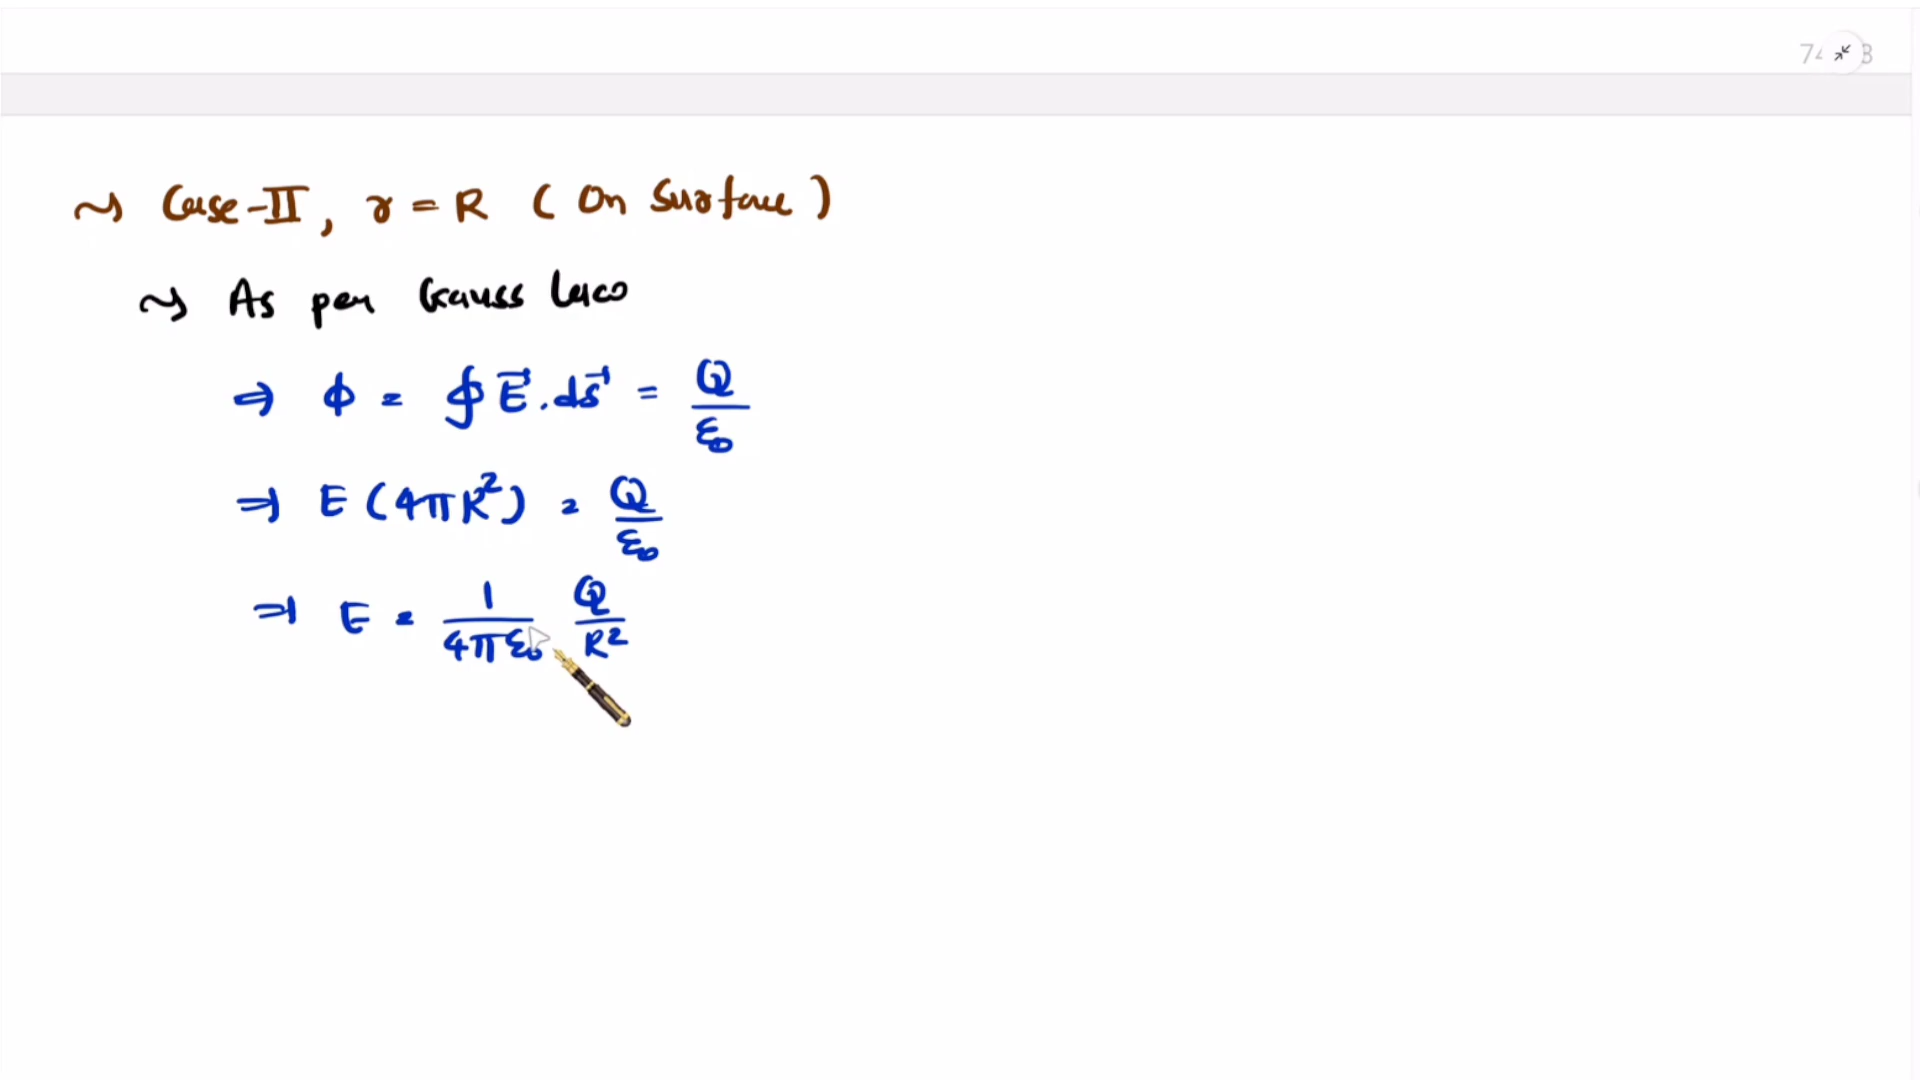 ~> Case-II, r = R ( On Surface )
~> As per Gauss Law
⇒ φ = ∮ E⃗ . dS⃗ = Q/ε₀
⇒ E (4πR²) = Q/ε₀
⇒ E = 1/4πε₀ Q/R²